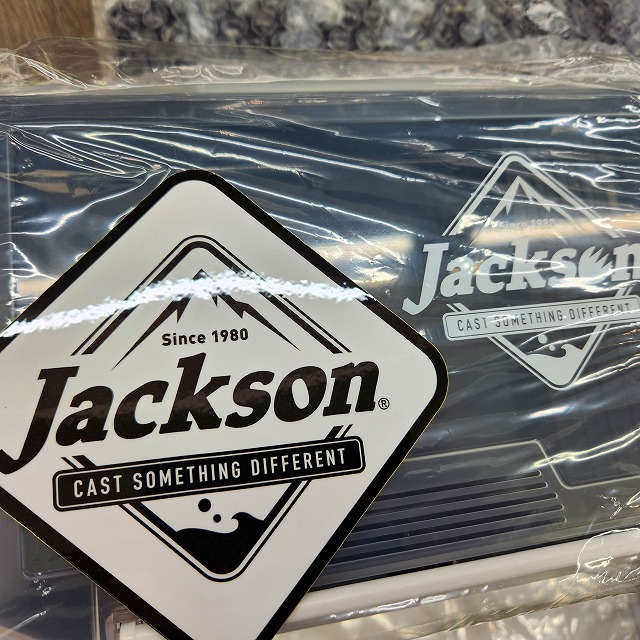 Since 1980
Jackson®
CAST SOMETHING DIFFERENT
Jackson
CAST SOMETHING DIFFERENT